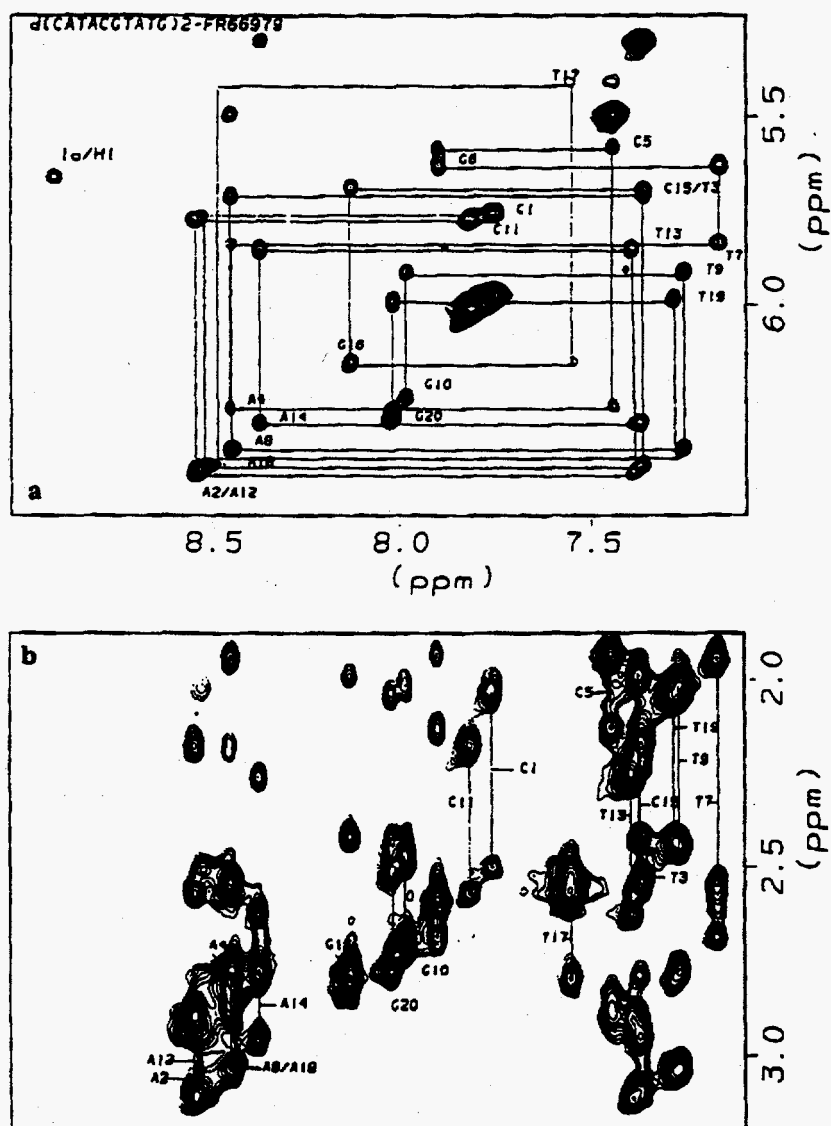 d(CATACGTATG)2-FR66979
T17
5.5
1a/H1
C5
G6
C15/T3
C1
C11
T13
T7
T9
T19
6.0
G16
G10
A4
A14
G20
A8
A18
A2/A12
a
8.5
8.0
7.5
(ppm)
(ppm)
b
2.0
C5
T19
T9
C1
C11
T7
T13
C15
2.5
(ppm)
T3
A4
G1
T17
G10
G20
A14
A12
A8/A18
A2
3.0